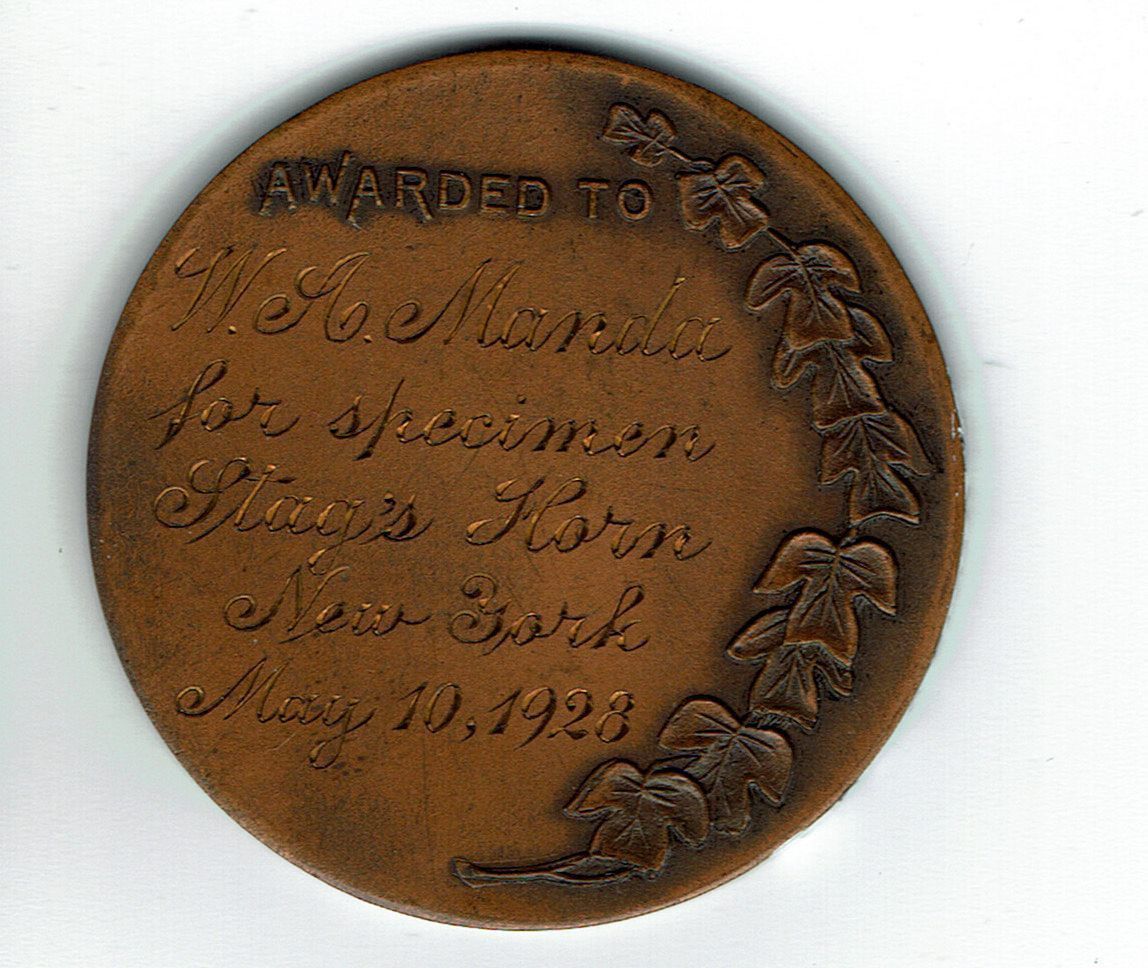 AWARDED TO
W. A. Manda
for specimen
Stag's Horn
New York
May 10, 1928